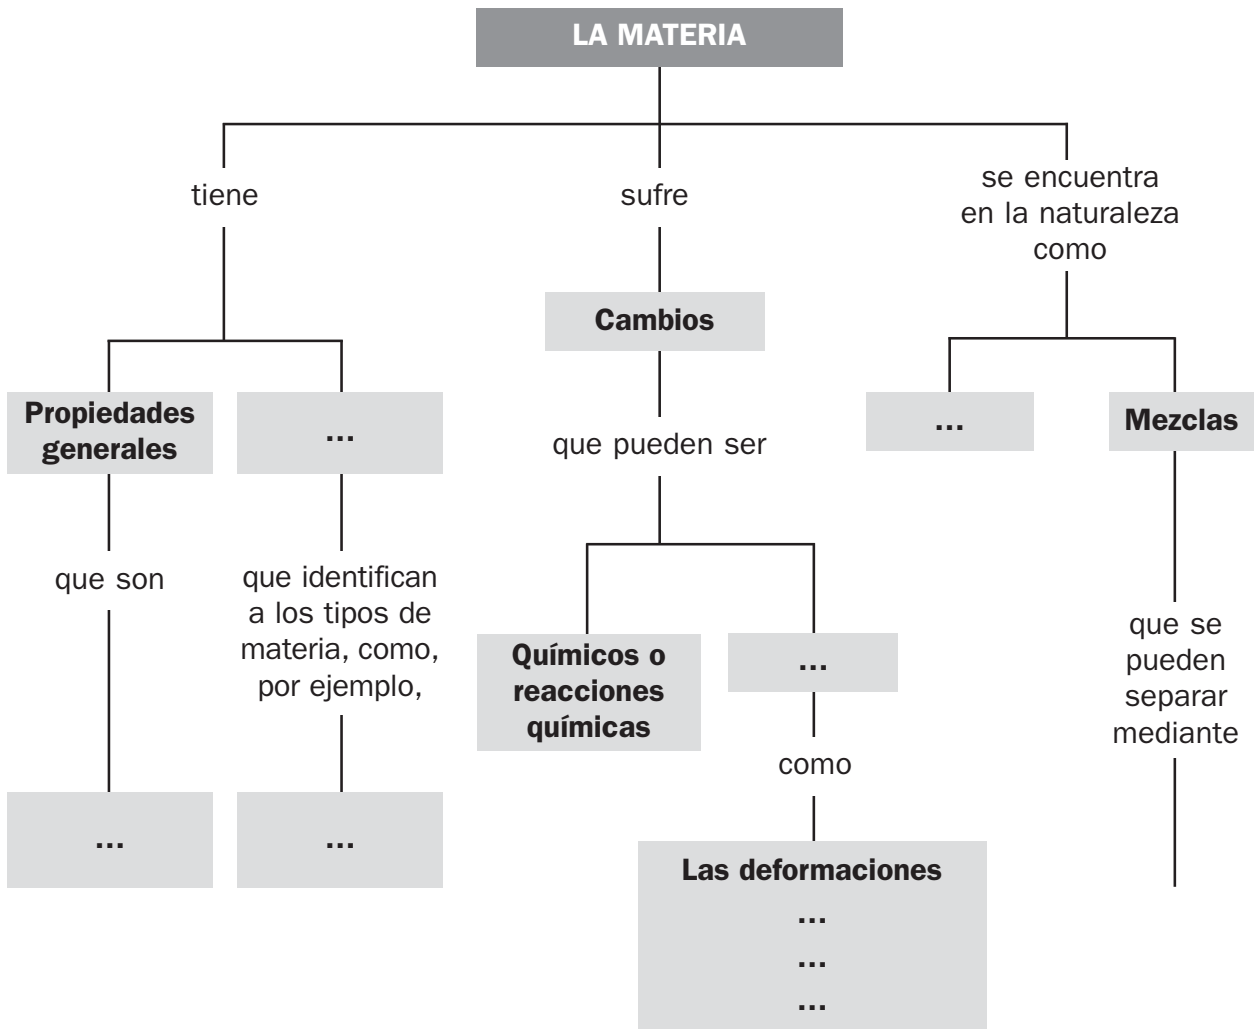 LA MATERIA
tiene
sufre
se encuentra
en la naturaleza
como
Cambios
Propiedades
generales
...
...
Mezclas
que pueden ser
que son
que identifican
a los tipos de
materia, como,
por ejemplo,
Químicos o
reacciones
químicas
...
que se
pueden
separar
mediante
como
...
...
Las deformaciones
...
...
...